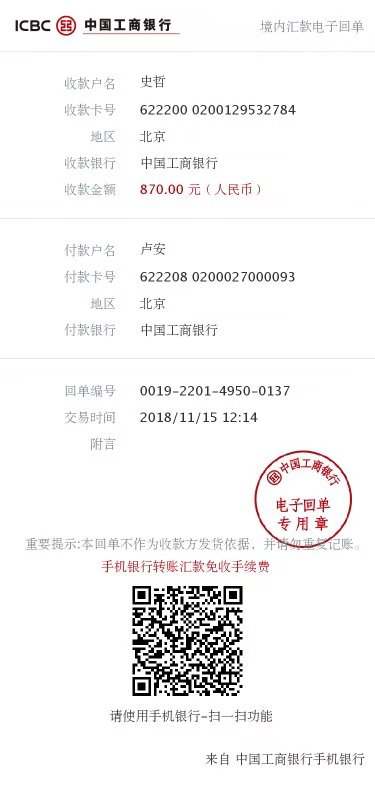 ICBC 中国工商银行 境内汇款电子回单
收款户名 史哲
收款卡号 622200 0200129532784
地区 北京
收款银行 中国工商银行
收款金额 870.00 元（人民币）
付款户名 卢安
付款卡号 622208 0200027000093
地区 北京
付款银行 中国工商银行
回单编号 0019-2201-4950-0137
交易时间 2018/11/15 12:14
附言
中国工商银行
电子回单
专用章
重要提示:本回单不作为收款方发货依据，并请勿重复记账。
手机银行转账汇款免收手续费
请使用手机银行-扫一扫功能
来自 中国工商银行手机银行